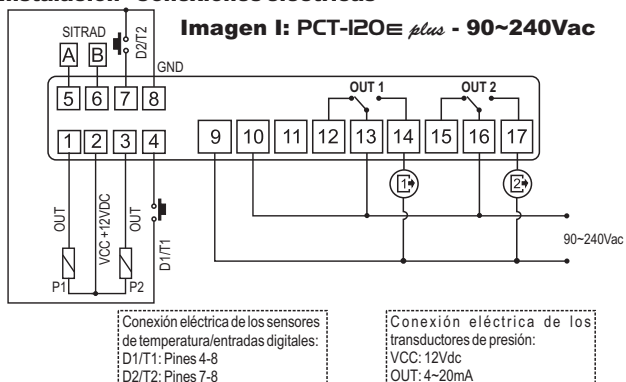 Imagen I: PCT-120E plus - 90~240Vac
SITRAD
A B
D2/T2
GND
5 6 7 8
OUT 1
OUT 2
1 2 3 4
9 10 11 12 13 14 15 16 17
1
2
OUT
VCC +12VDC
OUT
D1/T1
90~240Vac
P1
P2
Conexión eléctrica de los sensores
de temperatura/entradas digitales:
D1/T1: Pines 4-8
D2/T2: Pines 7-8
Conexión eléctrica de los
transductores de presión:
VCC: 12Vdc
OUT: 4~20mA